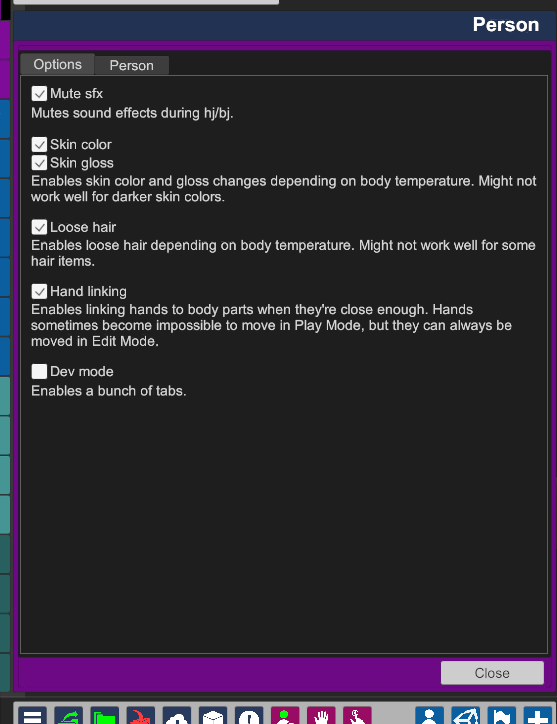 Person
Options
Person
Mute sfx
Mutes sound effects during hj/bj.
Skin color
Skin gloss
Enables skin color and gloss changes depending on body temperature. Might not
work well for darker skin colors.
Loose hair
Enables loose hair depending on body temperature. Might not work well for some
hair items.
Hand linking
Enables linking hands to body parts when they're close enough. Hands
sometimes become impossible to move in Play Mode, but they can always be
moved in Edit Mode.
Dev mode
Enables a bunch of tabs.
Close